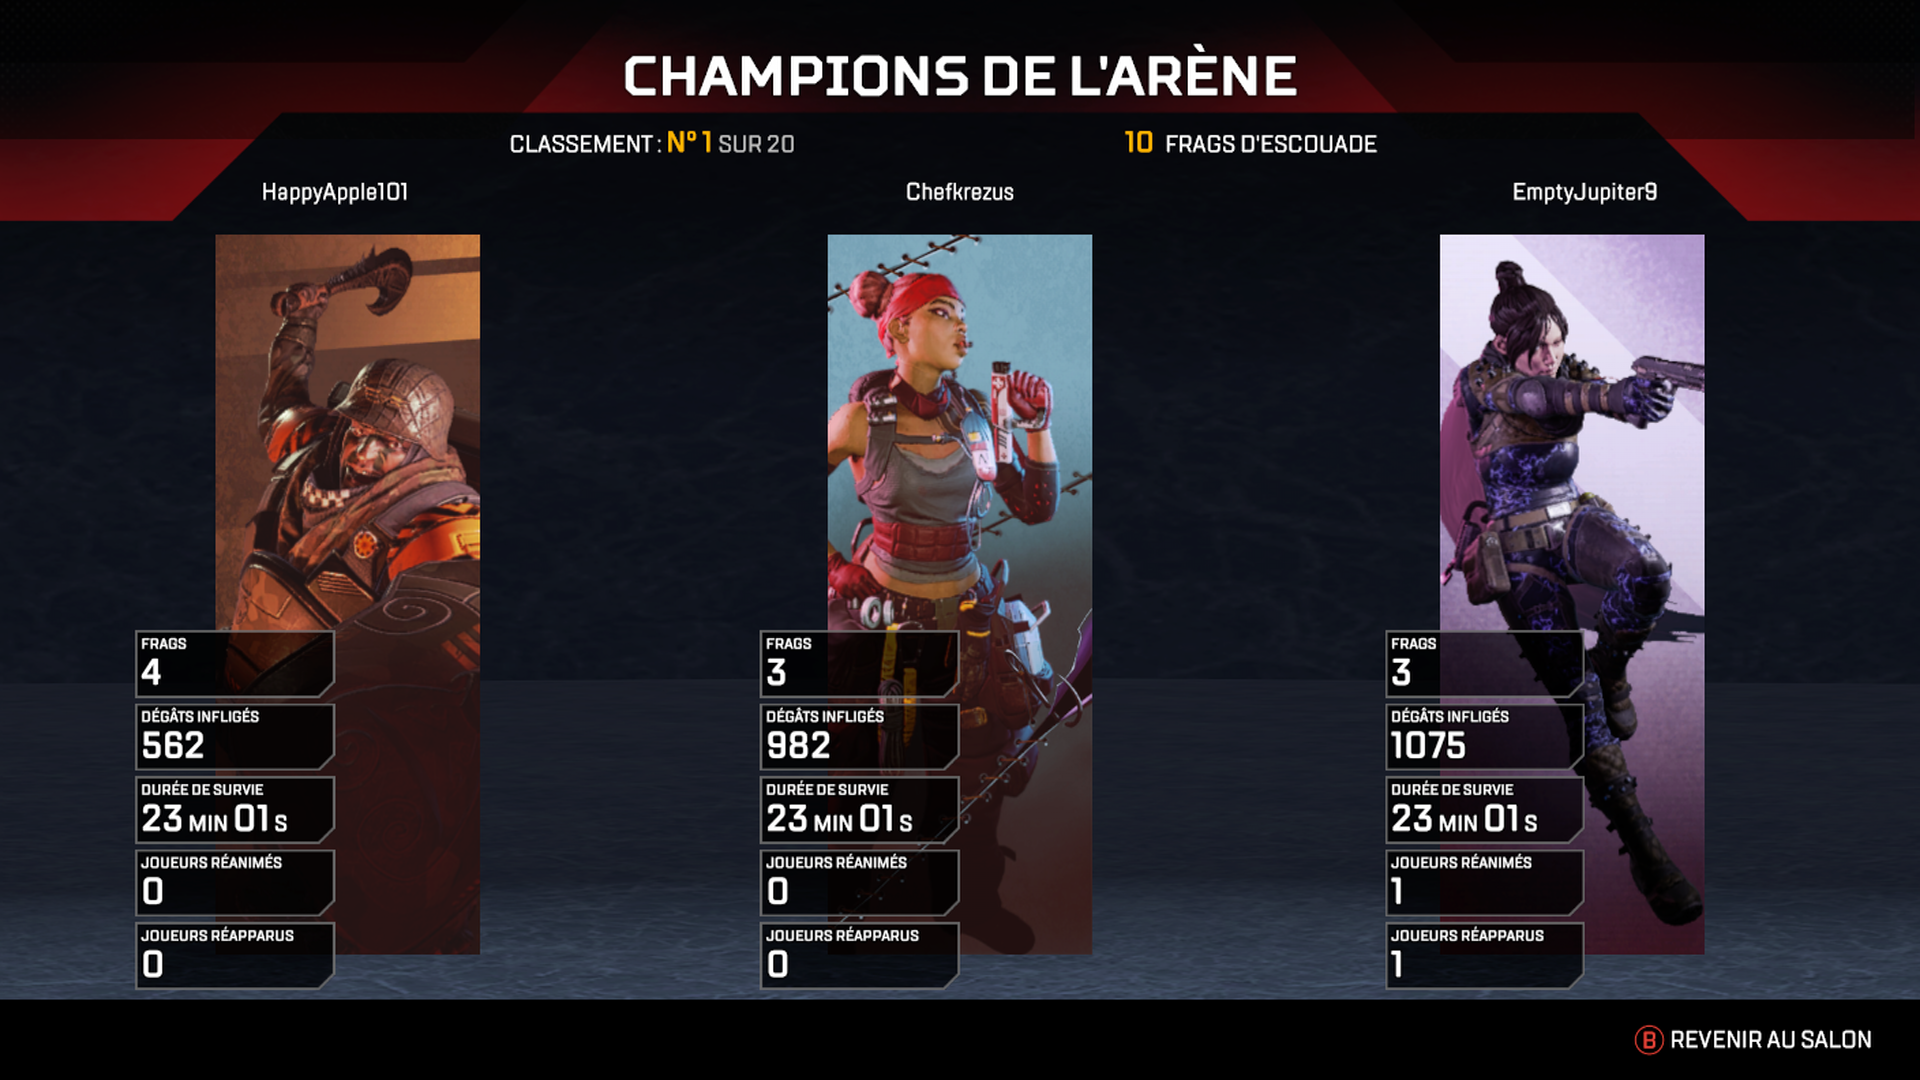 CHAMPIONS DE L'ARÈNE
CLASSEMENT : N° 1 SUR 20
10 FRAGS D'ESCOUADE
HappyApple101
Chefkrezus
EmptyJupiter9
FRAGS
4
DÉGÂTS INFLIGÉS
562
DURÉE DE SURVIE
23 MIN 01 S
JOUEURS RÉANIMÉS
0
JOUEURS RÉAPPARUS
0
FRAGS
3
DÉGÂTS INFLIGÉS
982
DURÉE DE SURVIE
23 MIN 01 S
JOUEURS RÉANIMÉS
0
JOUEURS RÉAPPARUS
0
FRAGS
3
DÉGÂTS INFLIGÉS
1075
DURÉE DE SURVIE
23 MIN 01 S
JOUEURS RÉANIMÉS
1
JOUEURS RÉAPPARUS
1
B REVENIR AU SALON